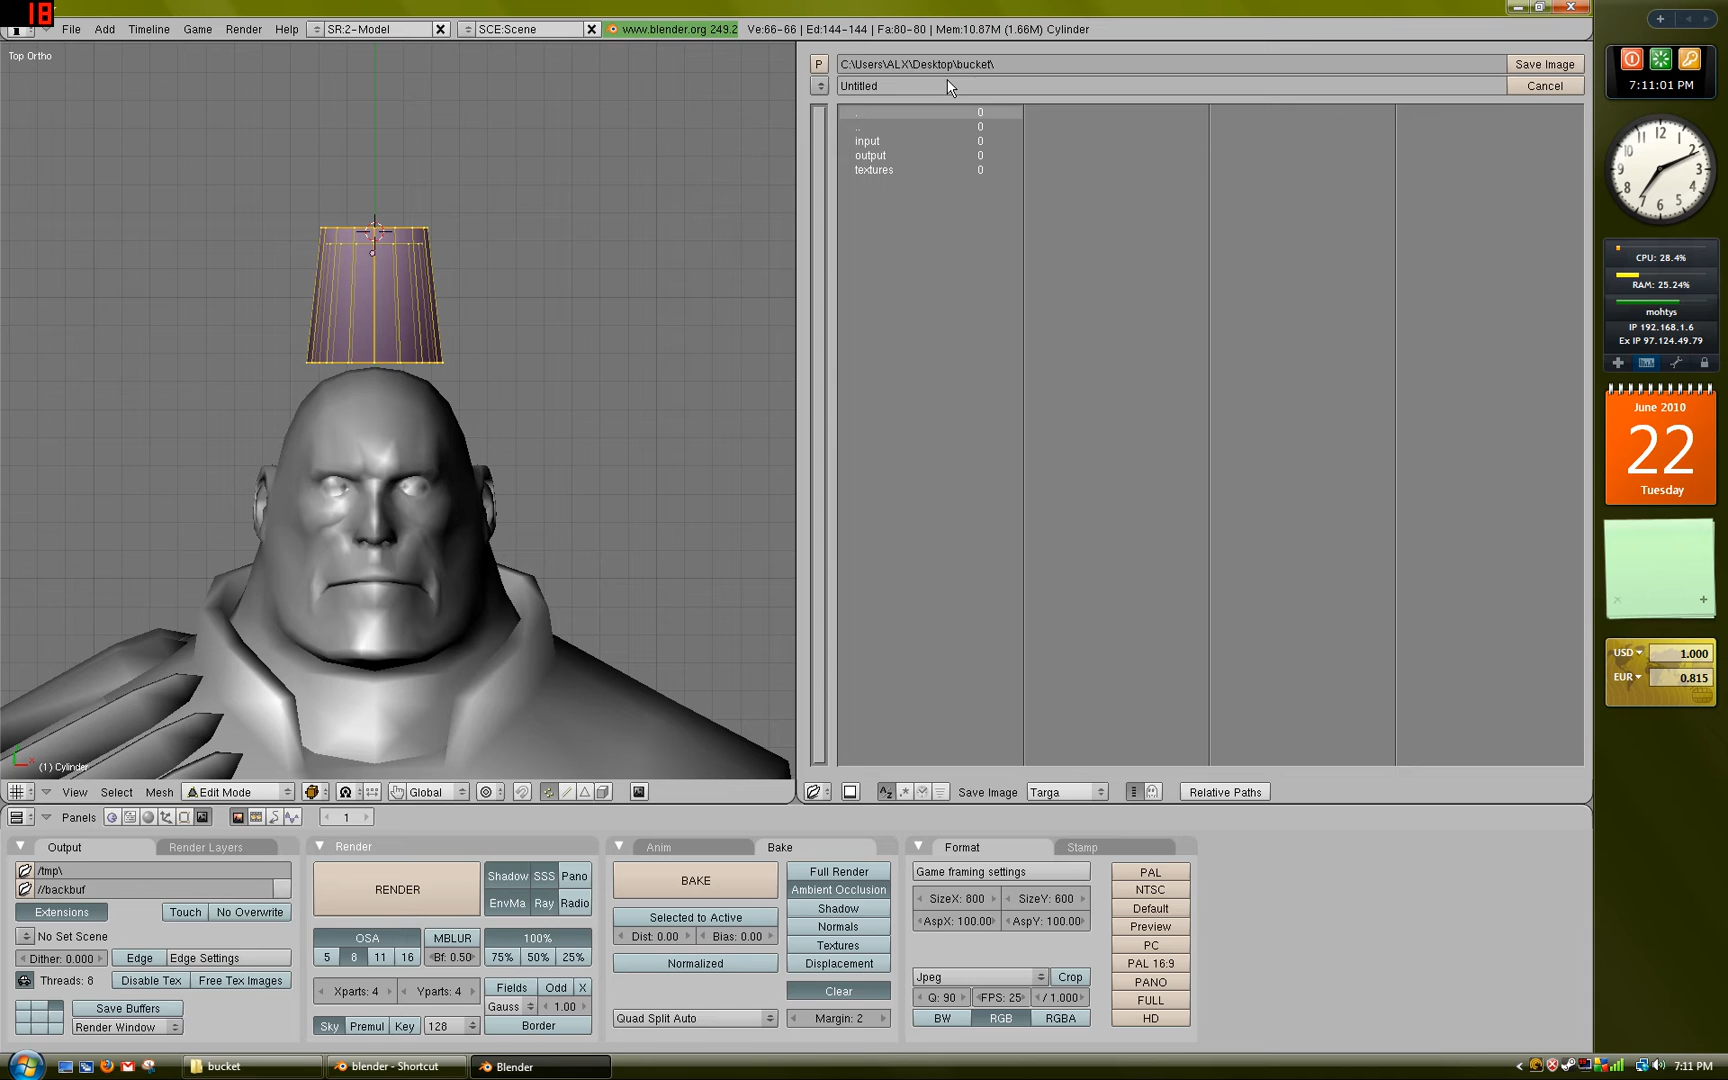 18
File Add Timeline Game Render Help SR:2-Model SCE:Scene www.blender.org 249.2 Ve:66-66 | Ed:144-144 | Fa:80-80 | Mem:10.87M (1.66M) Cylinder
Top Ortho
P C:\Users\ALX\Desktop\bucket\ Save Image
Untitled Cancel
. 0
.. 0
input 0
output 0
textures 0
(1) Cylinder
View Select Mesh Edit Mode Global
Save Image Targa Relative Paths
Panels 1
Output Render Layers
/tmp\
//backbuf
Extensions Touch No Overwrite
No Set Scene
Dither: 0.000 Edge Edge Settings
Threads: 8 Disable Tex Free Tex Images
Save Buffers
Render Window
Render
RENDER
Shadow SSS Pano
EnvMa Ray Radio
OSA MBLUR 100%
5 8 11 16 Bf: 0.50 75% 50% 25%
Xparts: 4 Yparts: 4 Fields Odd X
Gauss 1.00
Sky Premul Key 128 Border
Anim Bake
BAKE
Selected to Active
Dist: 0.00 Bias: 0.00
Normalized
Quad Split Auto
Full Render
Ambient Occlusion
Shadow
Normals
Textures
Displacement
Clear
Margin: 2
Format Stamp
Game framing settings
SizeX: 800 SizeY: 600
AspX: 100.00 AspY: 100.00
Jpeg Crop
Q: 90 FPS: 25 / 1.000
BW RGB RGBA
PAL
NTSC
Default
Preview
PC
PAL 16:9
PANO
FULL
HD
7:11:01 PM
12 1 2 3 4 5 6 7 8 9 10 11
CPU: 28.4%
RAM: 25.24%
mohtys
IP 192.168.1.6
Ex IP 97.124.49.79
June 2010
22
Tuesday
USD 1.000
EUR 0.815
bucket
blender - Shortcut
Blender
7:11 PM